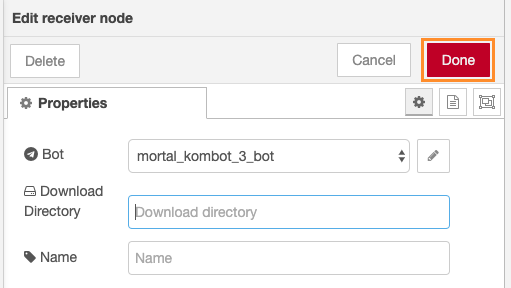 Edit receiver node
Delete
Cancel
Done
Properties
Bot
mortal_kombot_3_bot
Download
Directory
Download directory
Name
Name